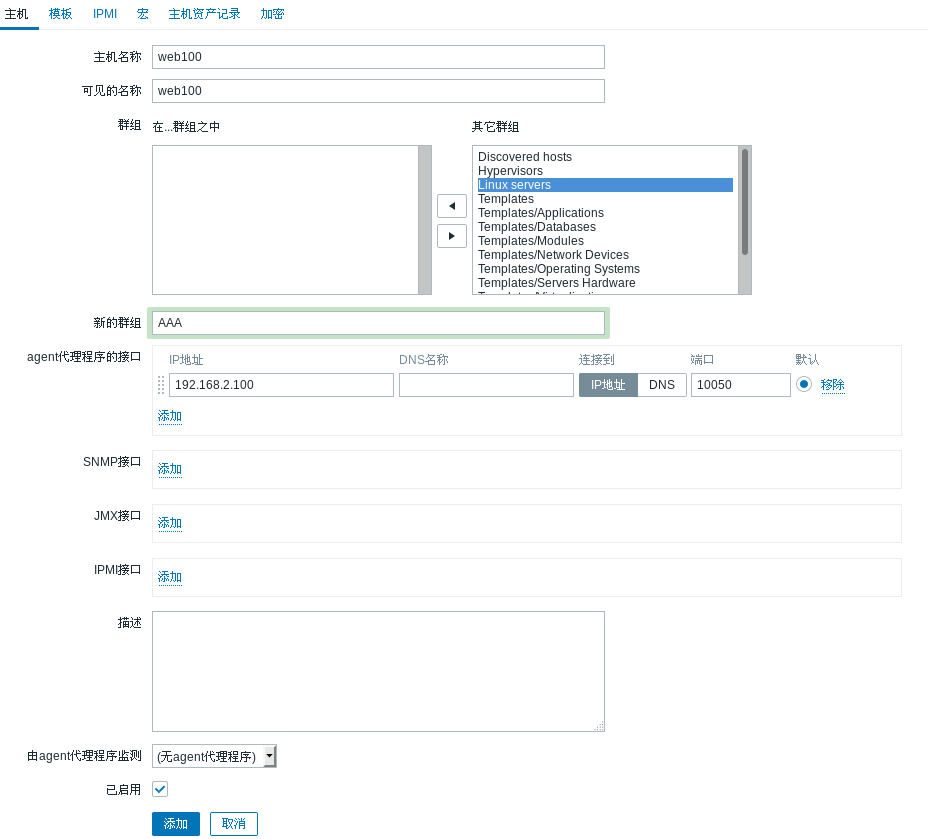 主机 模板 IPMI 宏 主机资产记录 加密
主机名称 web100
可见的名称 web100
群组 在...群组之中 其它群组
Discovered hosts
Hypervisors
Linux servers
Templates
Templates/Applications
Templates/Databases
Templates/Modules
Templates/Network Devices
Templates/Operating Systems
Templates/Servers Hardware
新的群组 AAA
agent代理程序的接口 IP地址 DNS名称 连接到 端口 默认
192.168.2.100 IP地址 DNS 10050 移除
添加
SNMP接口 添加
JMX接口 添加
IPMI接口 添加
描述
由agent代理程序监测 (无agent代理程序)
已启用
添加 取消